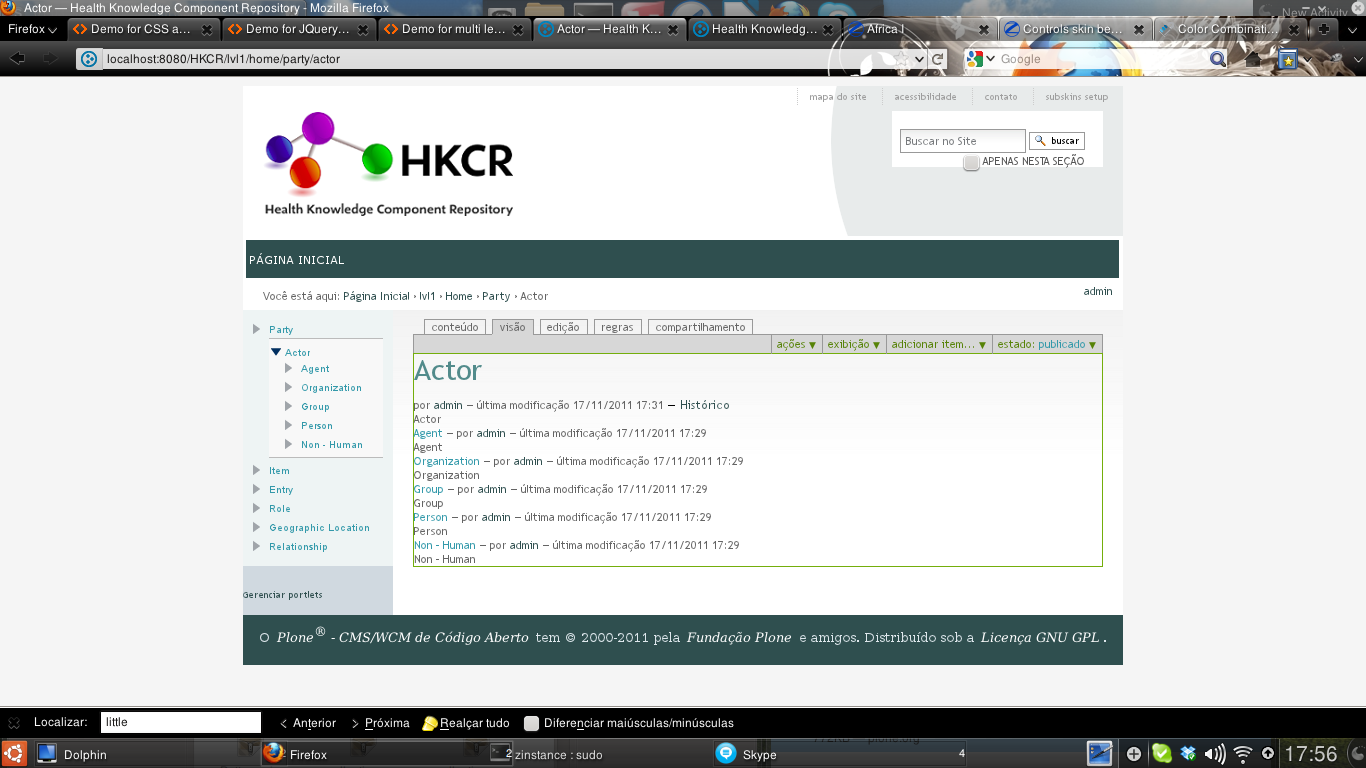 Actor — Health Knowledge Component Repository - Mozilla Firefox
New Activity
Firefox
Demo for CSS a...
Demo for JQuery...
Demo for multi le...
Actor — Health K...
Health Knowledg...
Africa |
Controls skin be...
Color Combinati...
localhost:8080/HKCR/lvl1/home/party/actor
Google
mapa do site
acessibilidade
contato
subskins setup
HKCR
Health Knowledge Component Repository
Buscar no Site
buscar
APENAS NESTA SEÇÃO
PÁGINA INICIAL
Você está aqui: Página Inicial › lvl1 › Home › Party › Actor
admin
Party
Actor
Agent
Organization
Group
Person
Non - Human
Item
Entry
Role
Geographic Location
Relationship
Gerenciar portlets
conteúdo
visão
edição
regras
compartilhamento
ações ▼
exibição ▼
adicionar item... ▼
estado: publicado ▼
Actor
por admin — última modificação 17/11/2011 17:31 — Histórico
Actor
Agent — por admin — última modificação 17/11/2011 17:29
Agent
Organization — por admin — última modificação 17/11/2011 17:29
Organization
Group — por admin — última modificação 17/11/2011 17:29
Group
Person — por admin — última modificação 17/11/2011 17:29
Person
Non - Human — por admin — última modificação 17/11/2011 17:29
Non - Human
O Plone® - CMS/WCM de Código Aberto tem © 2000-2011 pela Fundação Plone e amigos. Distribuído sob a Licença GNU GPL .
Localizar:
little
< Anterior
> Próxima
Realçar tudo
Diferenciar maiúsculas/minúsculas
Dolphin
Firefox
2 zinstance : sudo
Skype
4
17:56